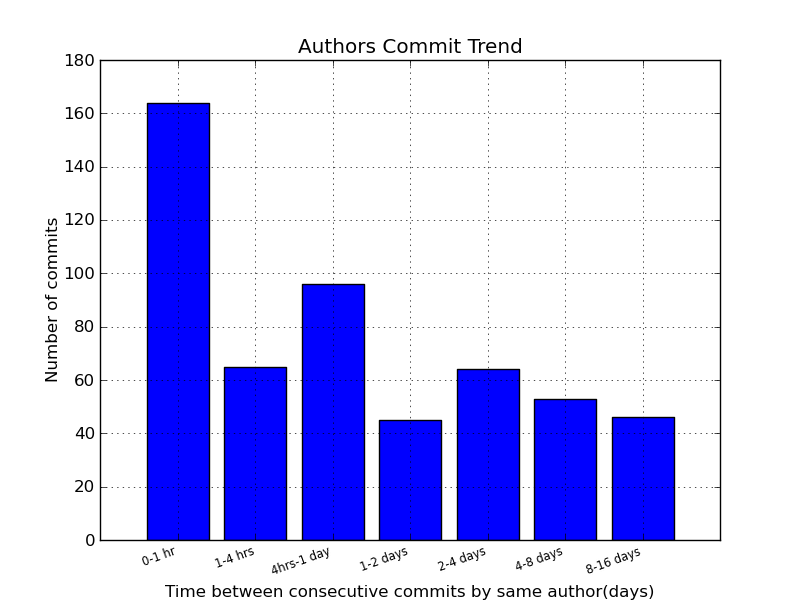 Authors Commit Trend
180
160
140
120
100
80
60
40
20
0
Number of commits
0-1 hr
1-4 hrs
4hrs-1 day
1-2 days
2-4 days
4-8 days
8-16 days
Time between consecutive commits by same author(days)